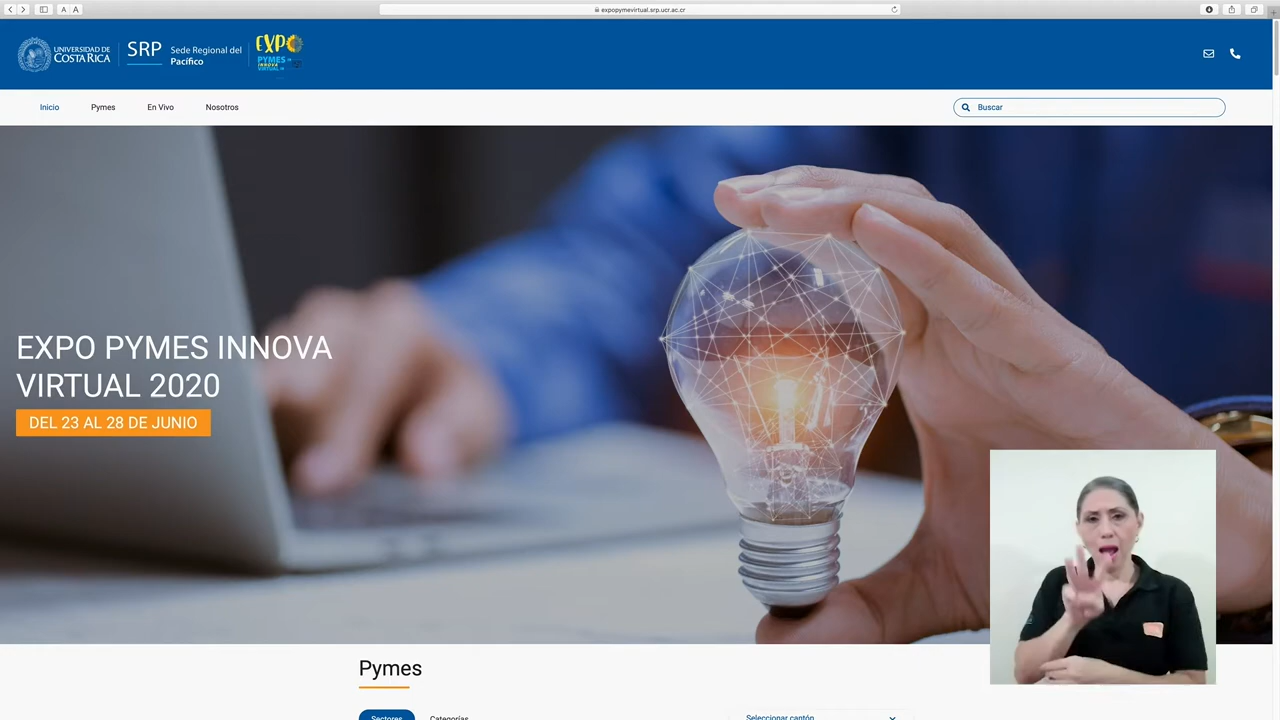 A A
expopymevirtual.srp.ucr.ac.cr
UNIVERSIDAD DE
COSTA RICA
SRP
Sede Regional del
Pacífico
EXPO
PYMES
INNOVA
VIRTUAL
Inicio
Pymes
En Vivo
Nosotros
Buscar
EXPO PYMES INNOVA
VIRTUAL 2020
DEL 23 AL 28 DE JUNIO
Pymes
Sectores
Categorías
Seleccionar cantón